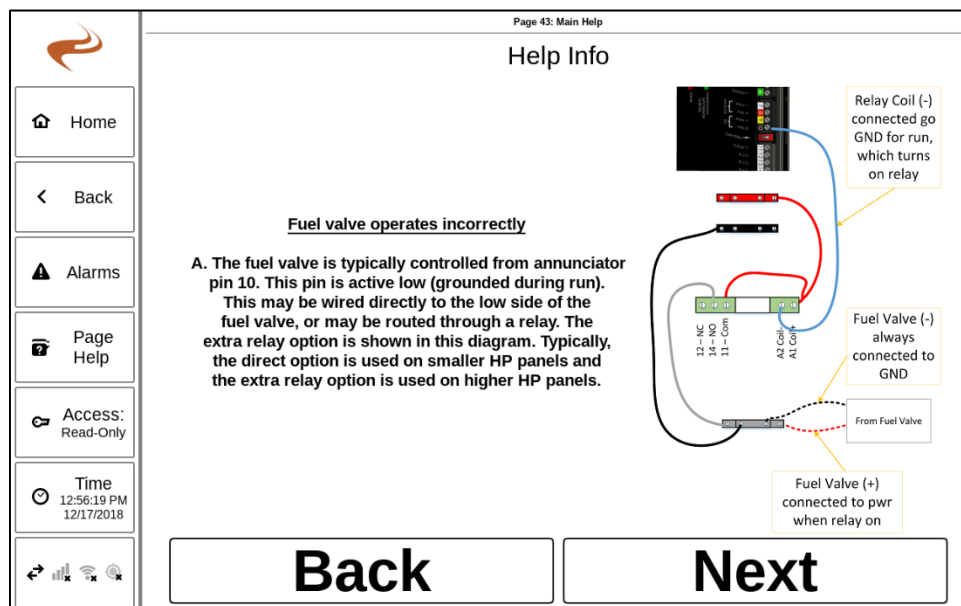 Page 43: Main Help
Help Info
Home
Back
Alarms
Page
Help
Access:
Read-Only
Time
12:56:19 PM
12/17/2018
Fuel valve operates incorrectly
A. The fuel valve is typically controlled from annunciator
pin 10. This pin is active low (grounded during run).
This may be wired directly to the low side of the
fuel valve, or may be routed through a relay. The
extra relay option is shown in this diagram. Typically,
the direct option is used on smaller HP panels and
the extra relay option is used on higher HP panels.
Relay Coil (-)
connected go
GND for run,
which turns
on relay
12 – NC
14 – NO
11 – Com
A2 Coil-
A1 Coil+
Fuel Valve (-)
always
connected to
GND
From Fuel Valve
Fuel Valve (+)
connected to pwr
when relay on
Back
Next